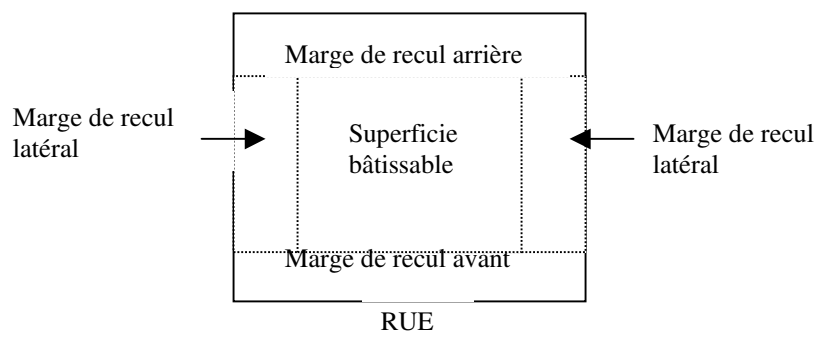 Marge de recul arrière
Marge de recul
latéral
Superficie
bâtissable
Marge de recul
latéral
Marge de recul avant
RUE